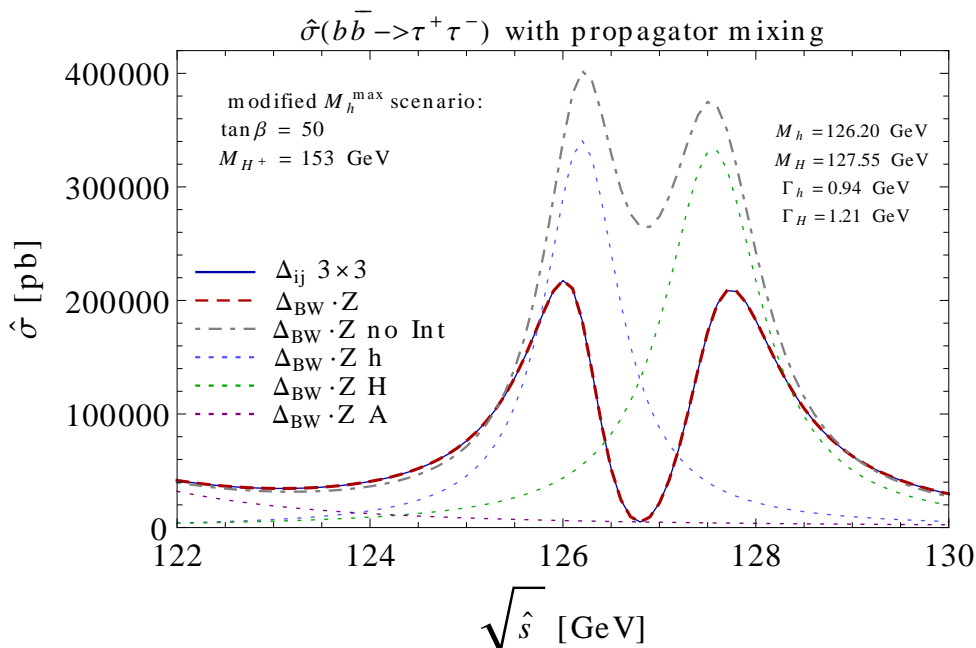 σ̂(bb̄−>τ⁺τ⁻) with propagator mixing
400000
300000
200000
100000
0
σ̂ [pb]
modified M_h^max scenario:
tan β = 50
M_H+ = 153 GeV
M_h = 126.20 GeV
M_H = 127.55 GeV
Γ_h = 0.94 GeV
Γ_H = 1.21 GeV
Δ_ij 3×3
Δ_BW·Z
Δ_BW·Z no Int
Δ_BW·Z h
Δ_BW·Z H
Δ_BW·Z A
122 124 126 128 130
√ŝ [GeV]